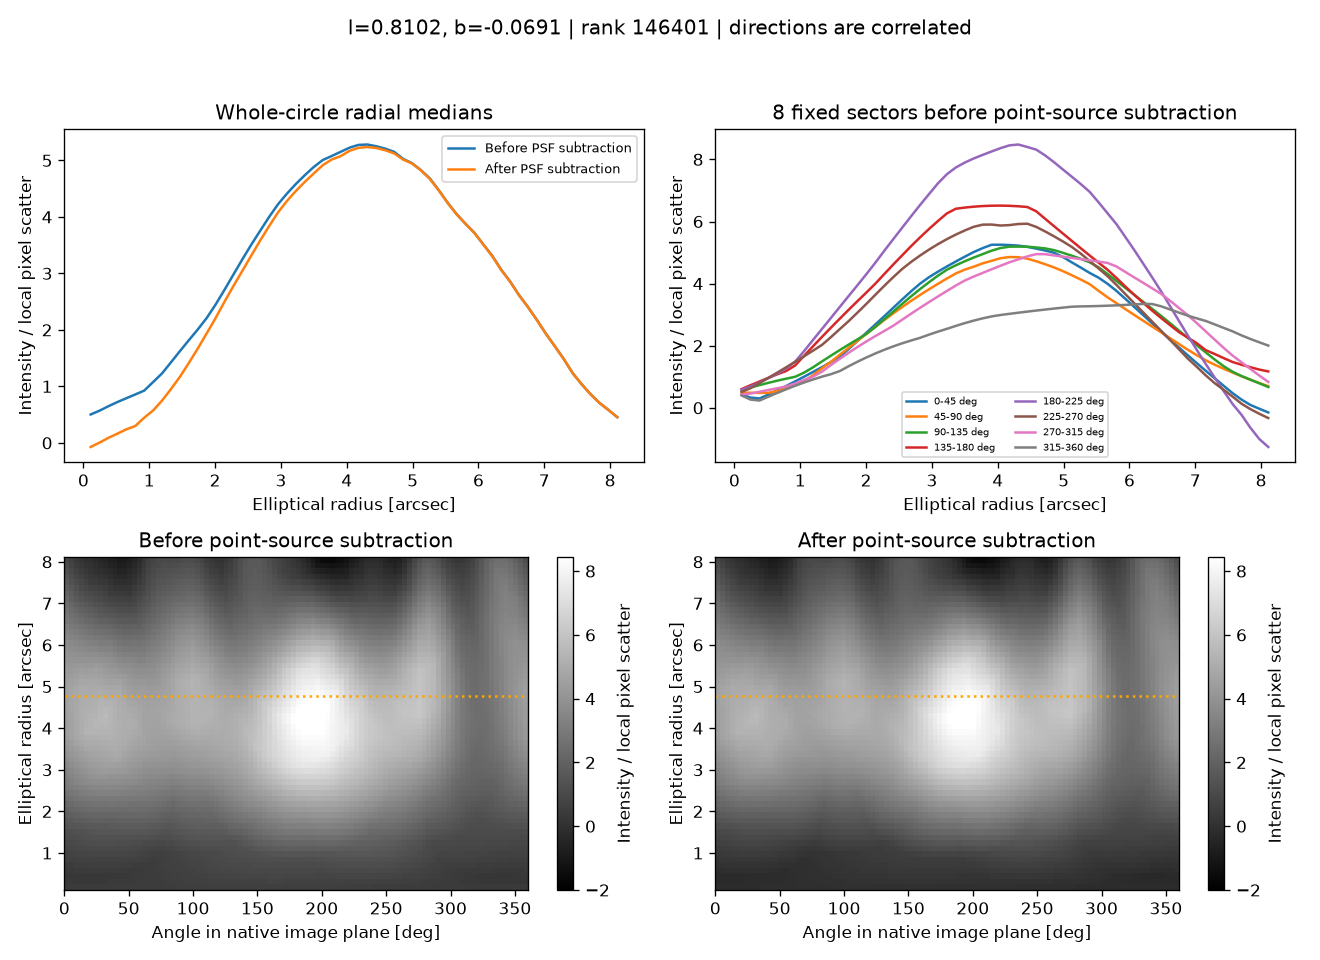 l=0.8102, b=-0.0691 | rank 146401 | directions are correlated
Whole-circle radial medians
Intensity / local pixel scatter
5
4
3
2
1
0
Before PSF subtraction
After PSF subtraction
0 1 2 3 4 5 6 7 8
Elliptical radius [arcsec]
8 fixed sectors before point-source subtraction
Intensity / local pixel scatter
8
6
4
2
0
0-45 deg
45-90 deg
90-135 deg
135-180 deg
180-225 deg
225-270 deg
270-315 deg
315-360 deg
0 1 2 3 4 5 6 7 8
Elliptical radius [arcsec]
Before point-source subtraction
Elliptical radius [arcsec]
8
7
6
5
4
3
2
1
0 50 100 150 200 250 300 350
Angle in native image plane [deg]
8
6
4
2
0
−2
Intensity / local pixel scatter
After point-source subtraction
Elliptical radius [arcsec]
8
7
6
5
4
3
2
1
0 50 100 150 200 250 300 350
Angle in native image plane [deg]
8
6
4
2
0
−2
Intensity / local pixel scatter